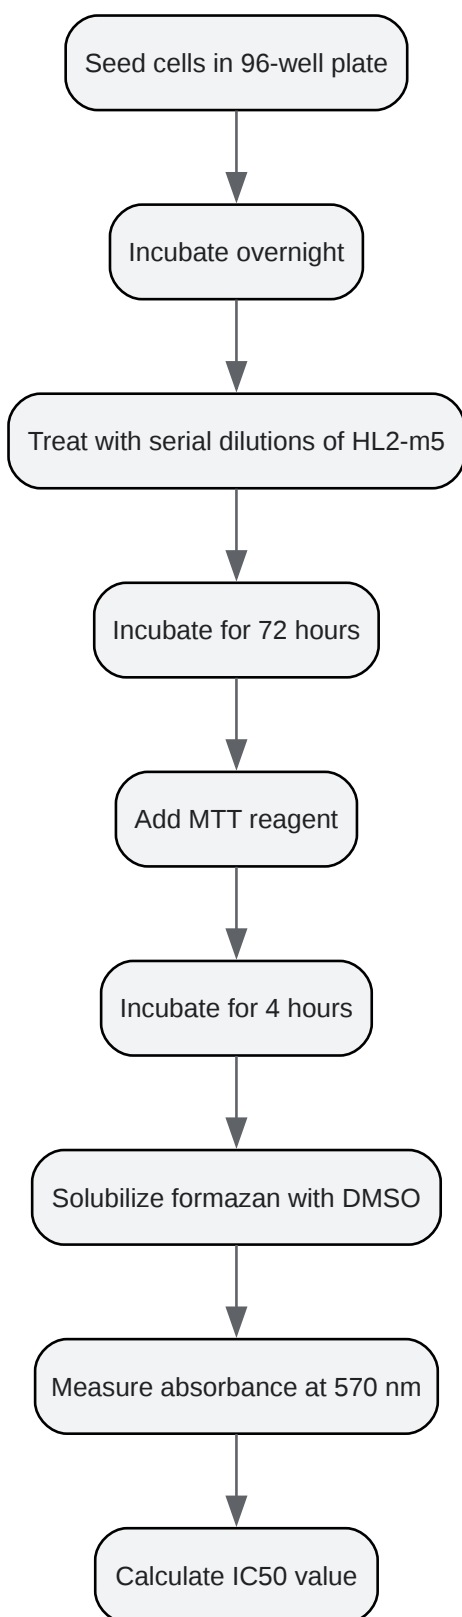 Seed cells in 96-well plate
Incubate overnight
Treat with serial dilutions of HL2-m5
Incubate for 72 hours
Add MTT reagent
Incubate for 4 hours
Solubilize formazan with DMSO
Measure absorbance at 570 nm
Calculate IC50 value